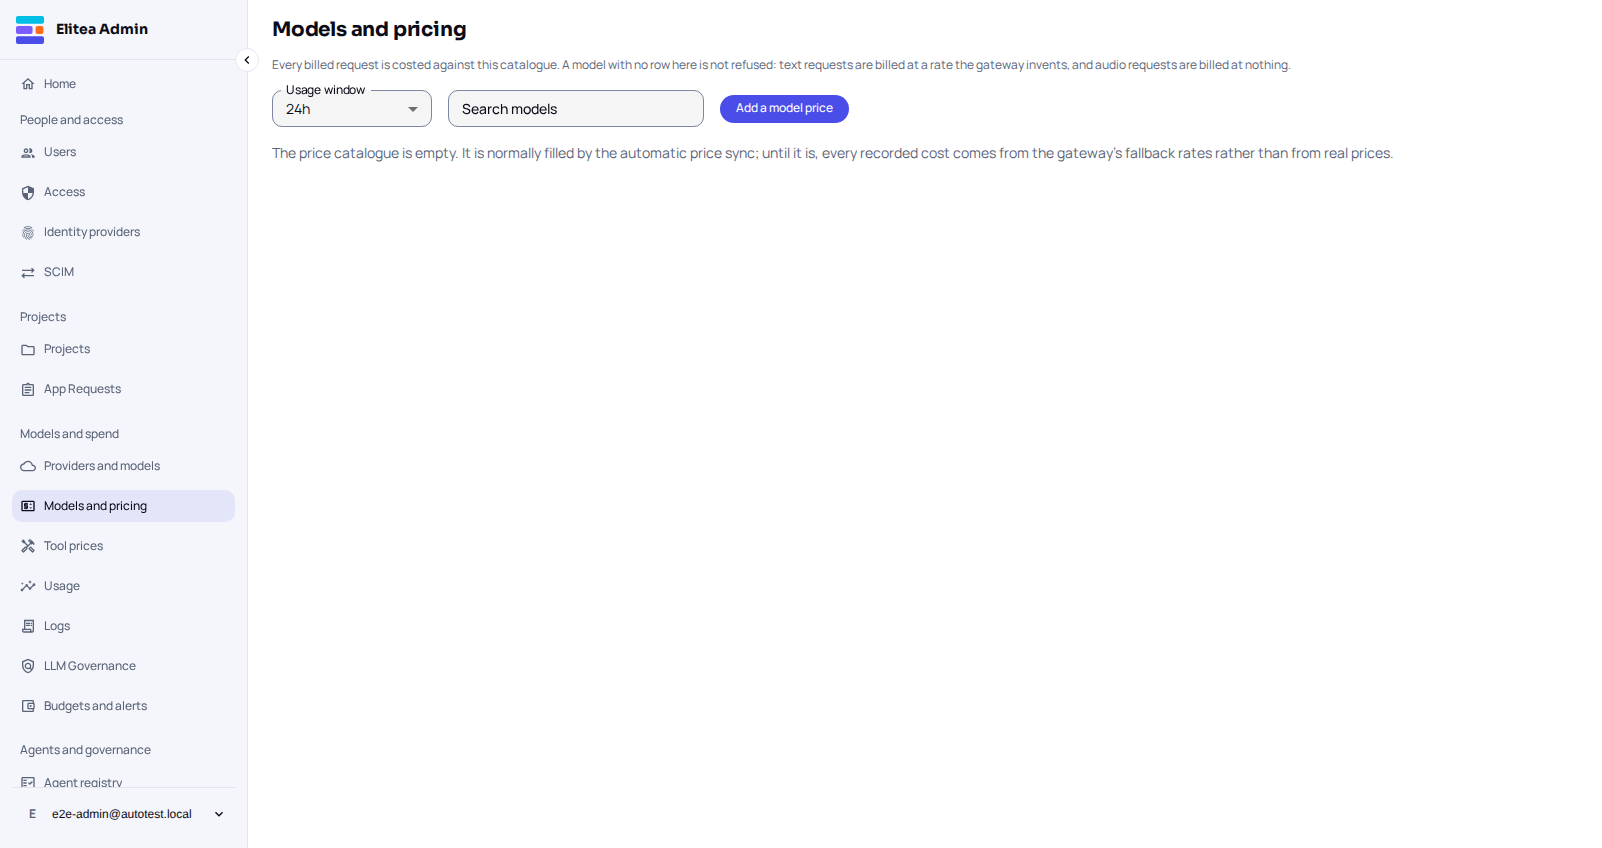 Elitea Admin
Home
People and access
Users
Access
Identity providers
SCIM
Projects
Projects
App Requests
Models and spend
Providers and models
Models and pricing
Tool prices
Usage
Logs
LLM Governance
Budgets and alerts
Agents and governance
Agent registry
E e2e-admin@autotest.local
Models and pricing
Every billed request is costed against this catalogue. A model with no row here is not refused: text requests are billed at a rate the gateway invents, and audio requests are billed at nothing.
Usage window
24h
Search models
Add a model price
The price catalogue is empty. It is normally filled by the automatic price sync; until it is, every recorded cost comes from the gateway's fallback rates rather than from real prices.